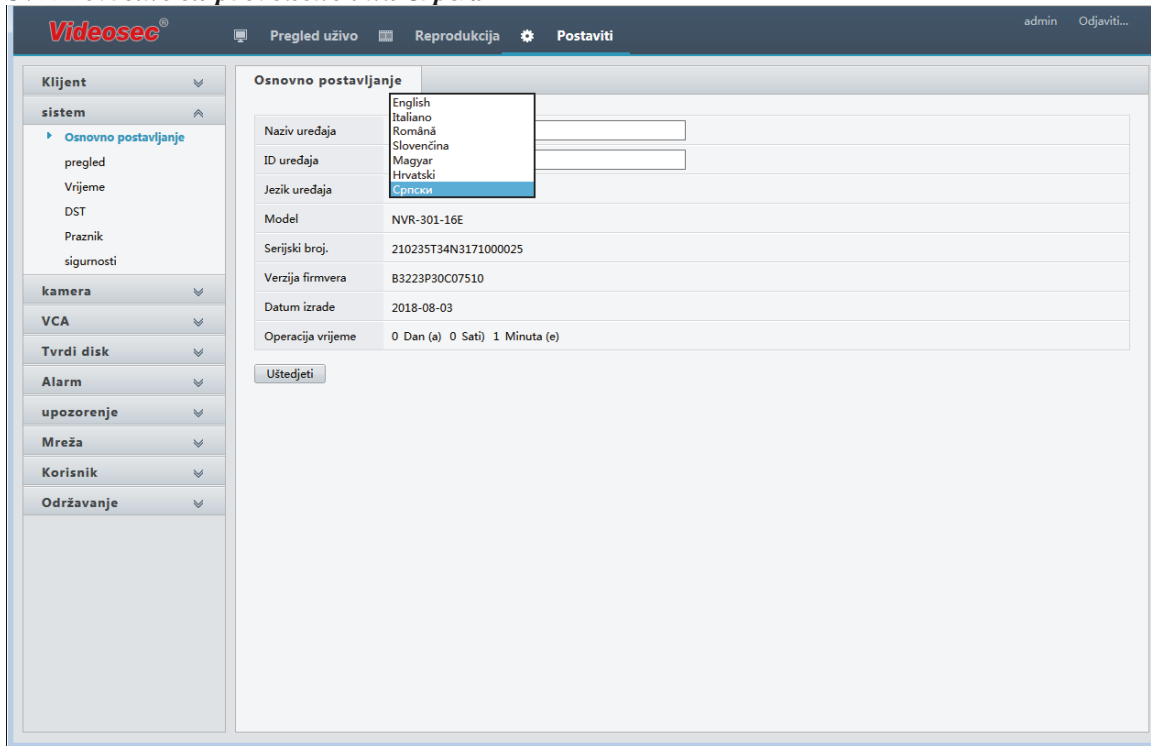 Videosec®
Pregled uživo
Reprodukcija
Postaviti
admin
Odjaviti...
Klijent
sistem
Osnovno postavljanje
pregled
Vrijeme
DST
Praznik
sigurnosti
kamera
VCA
Tvrdi disk
Alarm
upozorenje
Mreža
Korisnik
Održavanje
Osnovno postavljanje
Naziv uređaja
ID uređaja
Jezik uređaja
English
Italiano
Română
Slovenčina
Magyar
Hrvatski
Српски
Model NVR-301-16E
Serijski broj. 210235T34N3171000025
Verzija firmvera B3223P30C07510
Datum izrade 2018-08-03
Operacija vrijeme 0 Dan (a) 0 Sati) 1 Minuta (e)
Uštedjeti